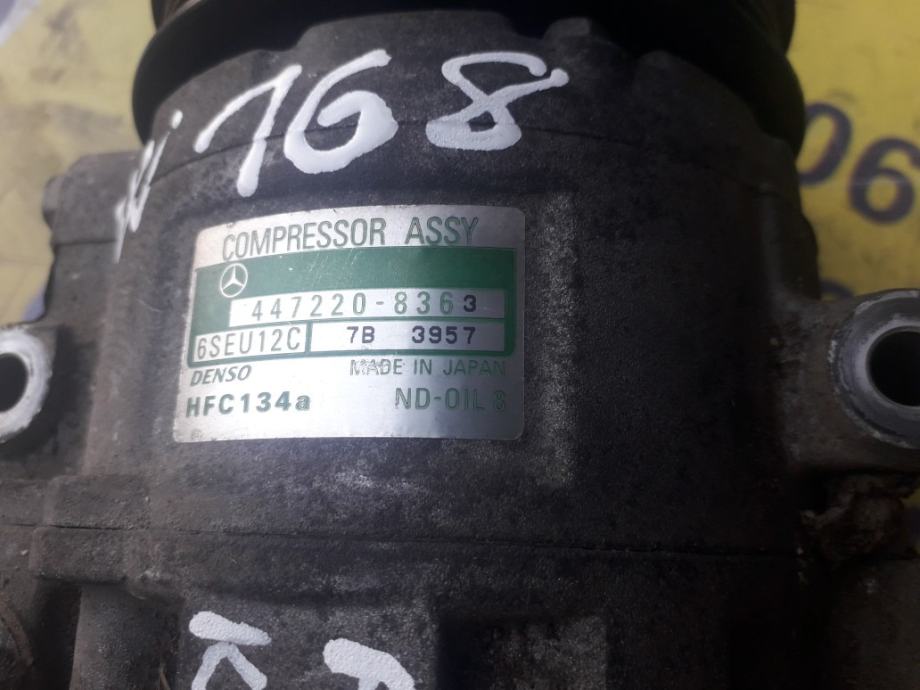 168
COMPRESSOR ASSY
447220-8363
6SEU12C 7B 3957
DENSO MADE IN JAPAN
HFC134a ND-OIL 8